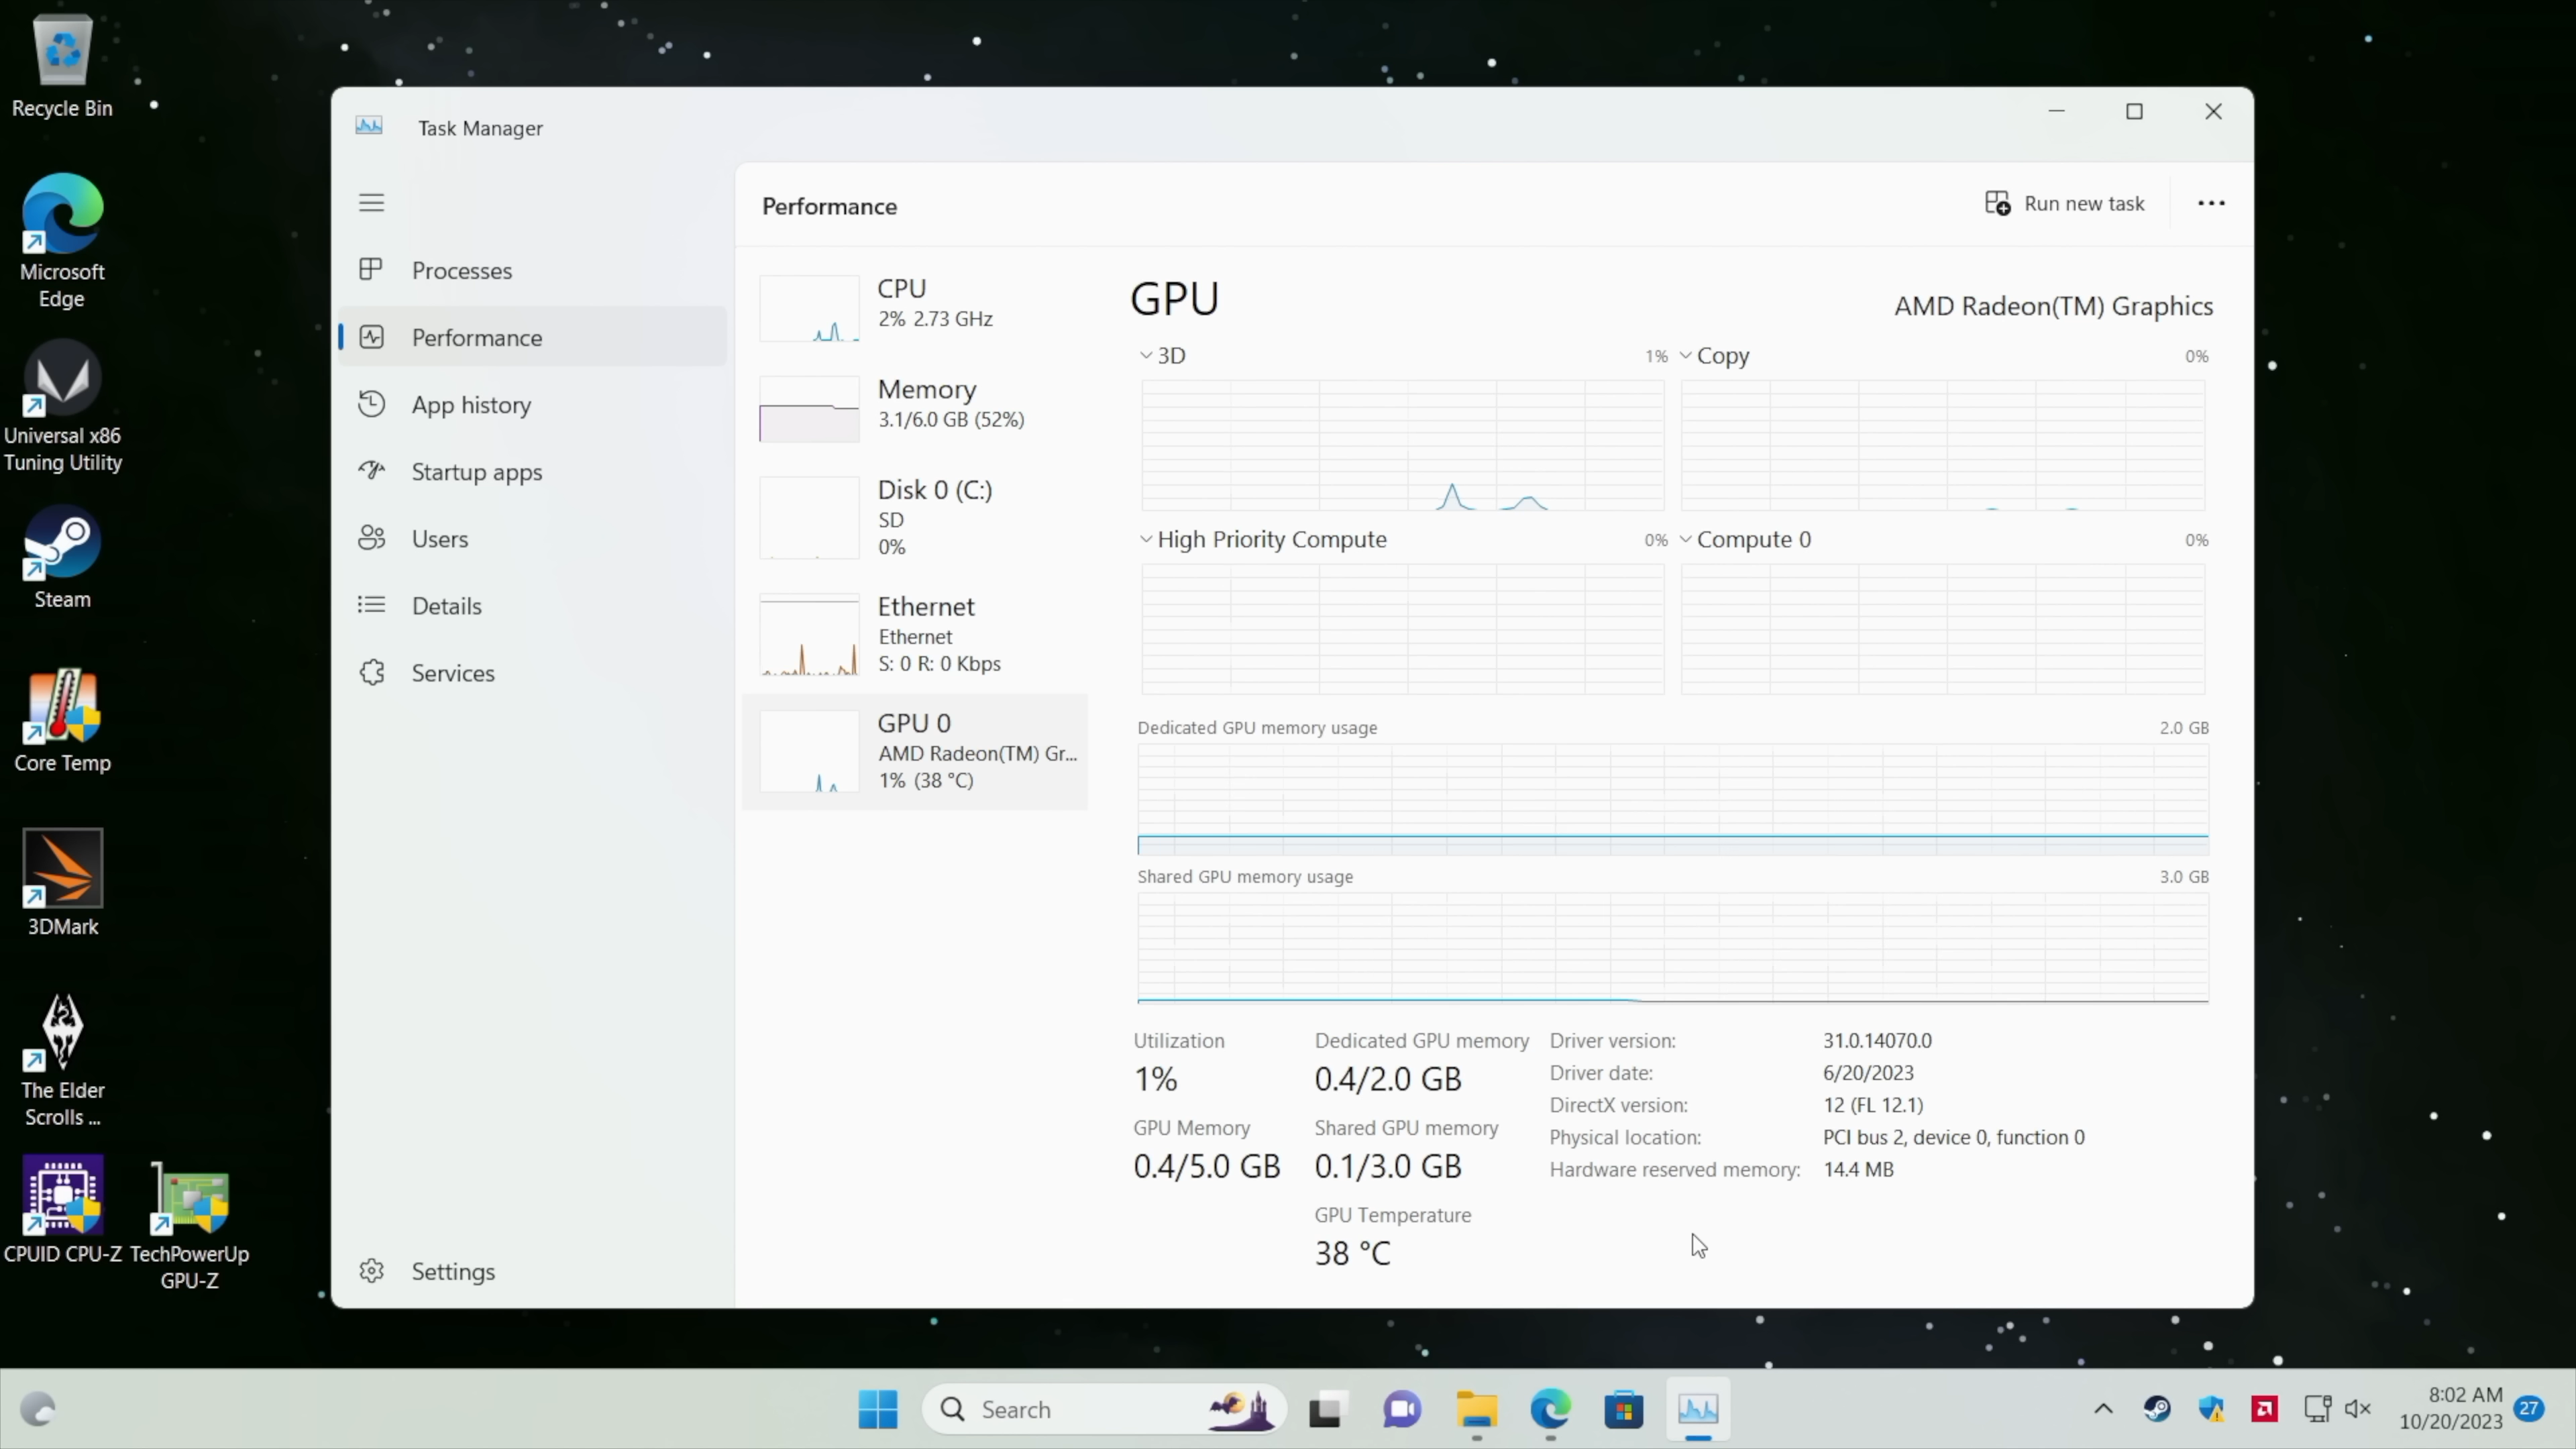 Recycle Bin
Microsoft
Edge
Universal x86
Tuning Utility
Steam
Core Temp
3DMark
The Elder
Scrolls ...
CPUID CPU-Z
TechPowerUp
GPU-Z
Task Manager
Processes
Performance
App history
Startup apps
Users
Details
Services
Settings
Performance
Run new task
CPU
2% 2.73 GHz
Memory
3.1/6.0 GB (52%)
Disk 0 (C:)
SD
0%
Ethernet
Ethernet
S: 0 R: 0 Kbps
GPU 0
AMD Radeon(TM) Gr...
1% (38 °C)
GPU
AMD Radeon(TM) Graphics
3D 1%
Copy 0%
High Priority Compute 0%
Compute 0 0%
Dedicated GPU memory usage 2.0 GB
Shared GPU memory usage 3.0 GB
Utilization
1%
Dedicated GPU memory
0.4/2.0 GB
GPU Memory
0.4/5.0 GB
Shared GPU memory
0.1/3.0 GB
GPU Temperature
38 °C
Driver version: 31.0.14070.0
Driver date: 6/20/2023
DirectX version: 12 (FL 12.1)
Physical location: PCI bus 2, device 0, function 0
Hardware reserved memory: 14.4 MB
Search
8:02 AM
10/20/2023
27